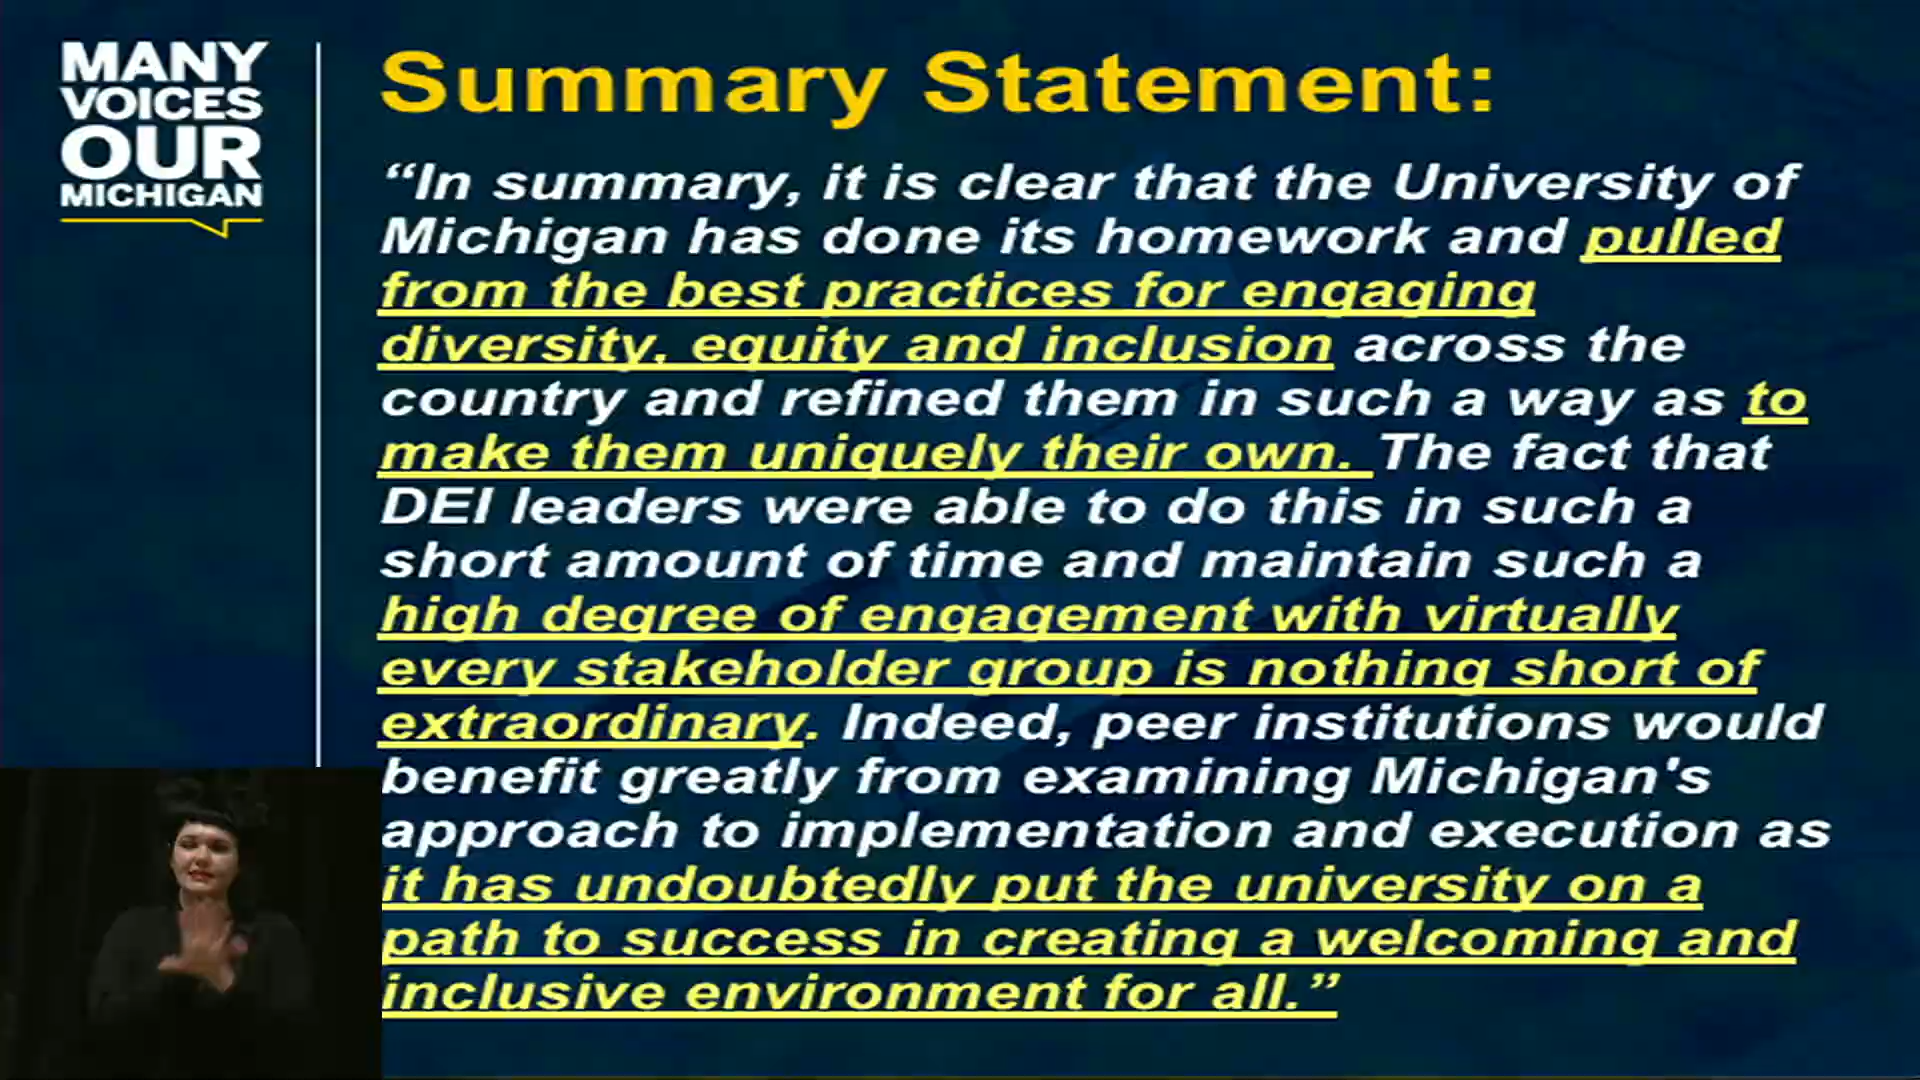 MANY
VOICES
OUR
MICHIGAN
Summary Statement:
“In summary, it is clear that the University of
Michigan has done its homework and pulled
from the best practices for engaging
diversity, equity and inclusion across the
country and refined them in such a way as to
make them uniquely their own. The fact that
DEI leaders were able to do this in such a
short amount of time and maintain such a
high degree of engagement with virtually
every stakeholder group is nothing short of
extraordinary. Indeed, peer institutions would
benefit greatly from examining Michigan's
approach to implementation and execution as
it has undoubtedly put the university on a
path to success in creating a welcoming and
inclusive environment for all.”